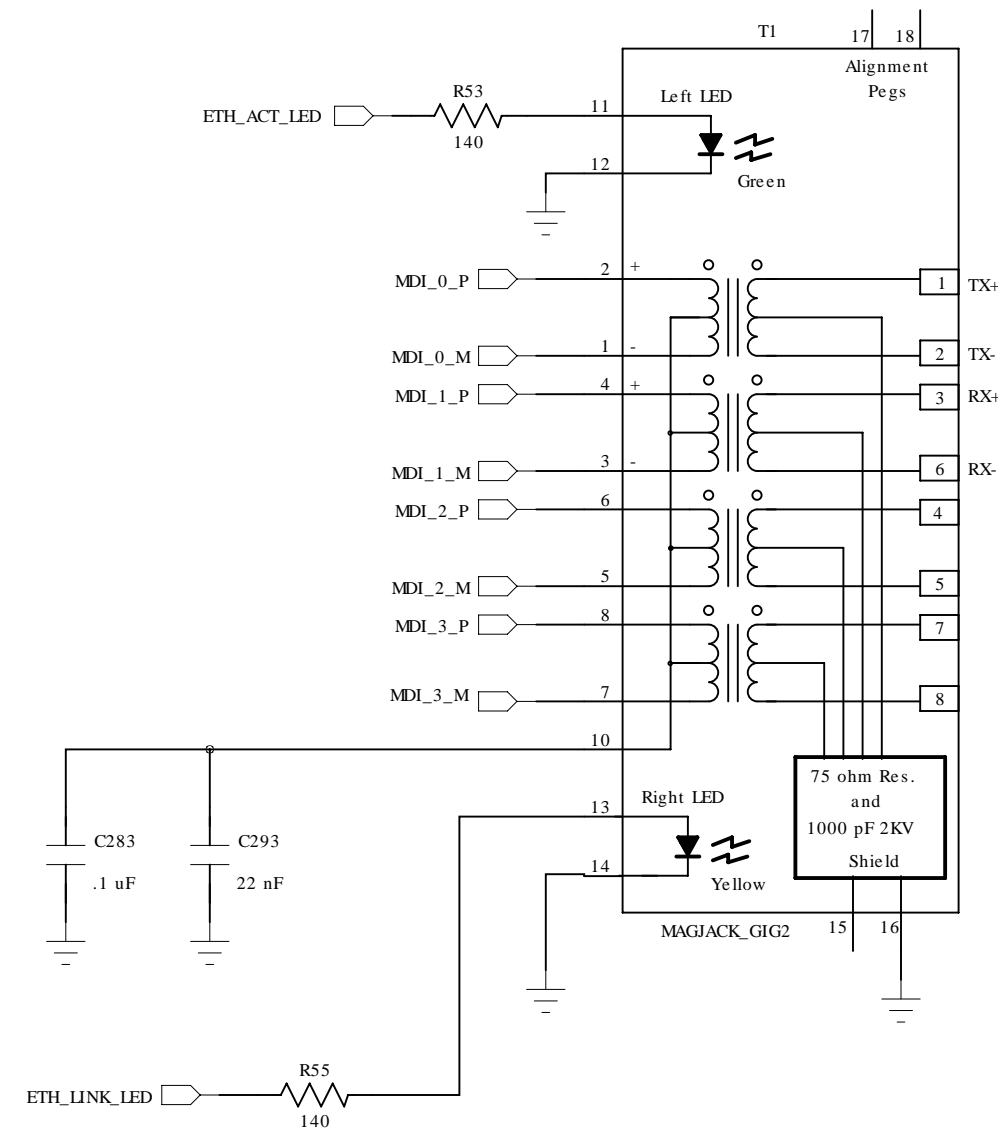 T1
17
18
Alignment
Pegs
R53
Left LED
11
ETH_ACT_LED
140
12
Green
MDI_0_P
2
+
1
TX+
MDI_0_M
1
-
2
TX-
MDI_1_P
4
+
3
RX+
MDI_1_M
3
-
6
RX-
MDI_2_P
6
4
MDI_2_M
5
5
MDI_3_P
8
7
MDI_3_M
7
8
10
75 ohm Res.
and
1000 pF 2KV
Shield
Right LED
13
C283
.1 uF
C293
22 nF
14
Yellow
MAGJACK_GIG2
15
16
R55
ETH_LINK_LED
140